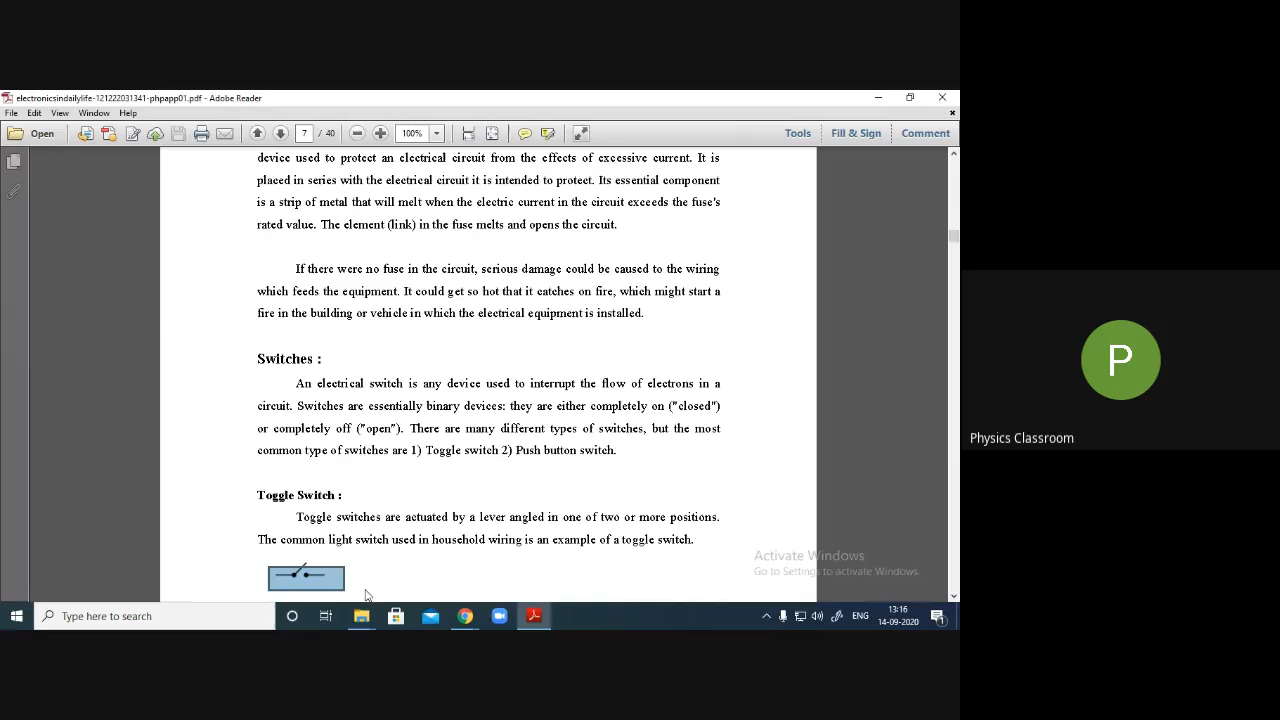 electronicsindailylife-121222031341-phpapp01.pdf - Adobe Reader
File Edit View Window Help
Open 7 / 40 100% Tools Fill & Sign Comment
device used to protect an electrical circuit from the effects of excessive current. It is
placed in series with the electrical circuit it is intended to protect. Its essential component
is a strip of metal that will melt when the electric current in the circuit exceeds the fuse's
rated value. The element (link) in the fuse melts and opens the circuit.
If there were no fuse in the circuit, serious damage could be caused to the wiring
which feeds the equipment. It could get so hot that it catches on fire, which might start a
fire in the building or vehicle in which the electrical equipment is installed.
Switches :
An electrical switch is any device used to interrupt the flow of electrons in a
circuit. Switches are essentially binary devices: they are either completely on ("closed")
or completely off ("open"). There are many different types of switches, but the most
common type of switches are 1) Toggle switch 2) Push button switch.
Toggle Switch :
Toggle switches are actuated by a lever angled in one of two or more positions.
The common light switch used in household wiring is an example of a toggle switch.
Activate Windows
Go to Settings to activate Windows.
Type here to search
ENG
13:16
14-09-2020
1
P
Physics Classroom